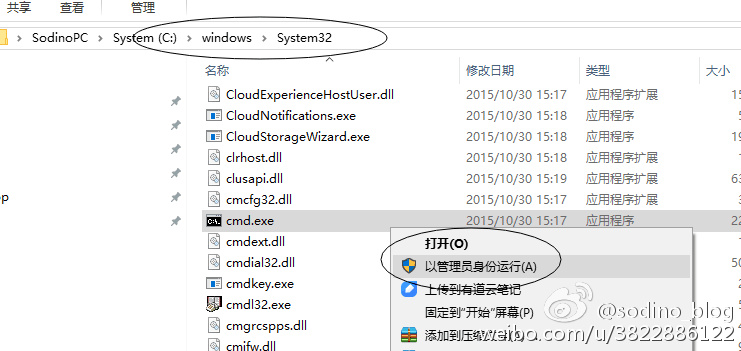 共享 查看 管理
SodinoPC > System (C:) > windows > System32
名称 修改日期 类型 大小
CloudExperienceHostUser.dll 2015/10/30 15:17 应用程序扩展 15
CloudNotifications.exe 2015/10/30 15:18 应用程序 5
CloudStorageWizard.exe 2015/10/30 15:18 应用程序 19
clrhost.dll 2015/10/30 15:18 应用程序扩展 1
clusapi.dll 2015/10/30 15:19 应用程序扩展 63
cmcfg32.dll 2015/10/30 15:18 应用程序扩展 3
cmd.exe 2015/10/30 15:17 应用程序 22
cmdext.dll
打开(O)
cmdial32.dll 50
以管理员身份运行(A)
cmdkey.exe
上传到有道云笔记
cmdl32.exe
固定到"开始"屏幕(P)
@sodino_blog
cmgrcspps.dll
添加到压缩文件(A)
weibo.com/u/3822886122
cmifw.dll